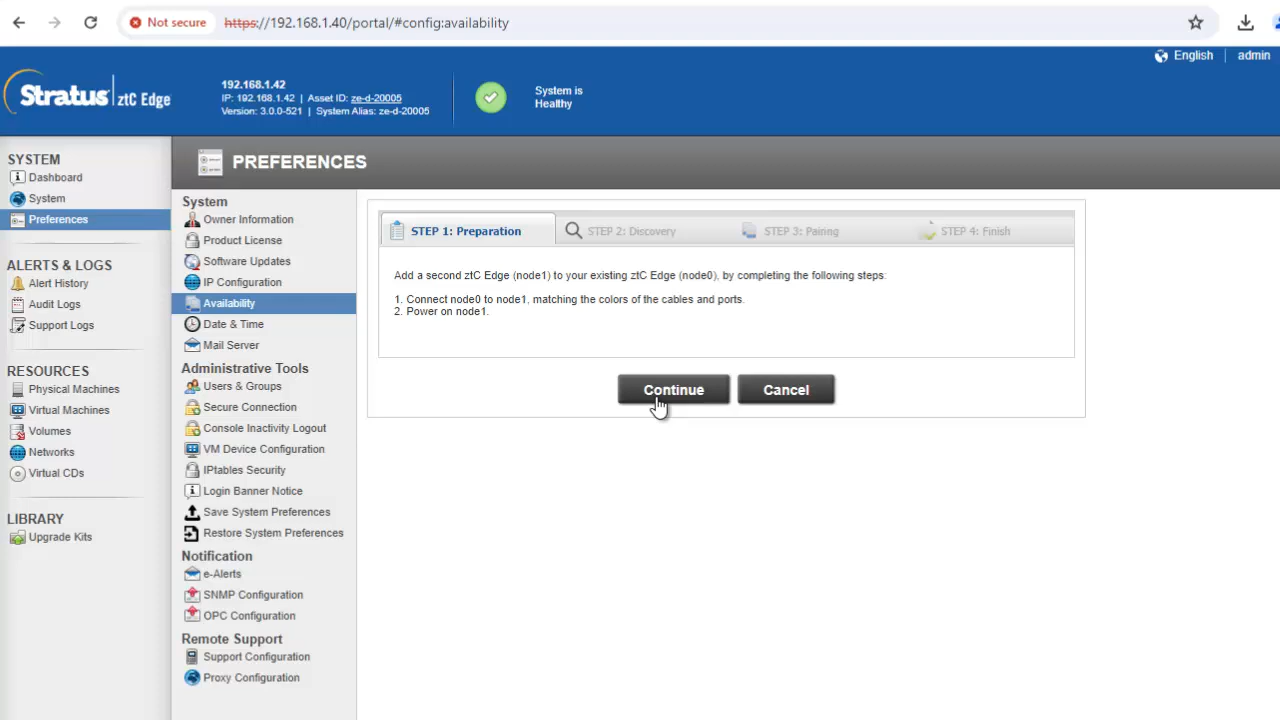 Not secure
https://192.168.1.40/portal/#config:availability
English
admin
Stratus ztC Edge
192.168.1.42
IP: 192.168.1.42 | Asset ID: ze-d-20005
Version: 3.0.0-521 | System Alias: ze-d-20005
System is
Healthy
SYSTEM
Dashboard
System
Preferences
ALERTS & LOGS
Alert History
Audit Logs
Support Logs
RESOURCES
Physical Machines
Virtual Machines
Volumes
Networks
Virtual CDs
LIBRARY
Upgrade Kits
PREFERENCES
System
Owner Information
Product License
Software Updates
IP Configuration
Availability
Date & Time
Mail Server
Administrative Tools
Users & Groups
Secure Connection
Console Inactivity Logout
VM Device Configuration
IPtables Security
Login Banner Notice
Save System Preferences
Restore System Preferences
Notification
e-Alerts
SNMP Configuration
OPC Configuration
Remote Support
Support Configuration
Proxy Configuration
STEP 1: Preparation
STEP 2: Discovery
STEP 3: Pairing
STEP 4: Finish
Add a second ztC Edge (node1) to your existing ztC Edge (node0), by completing the following steps:
1. Connect node0 to node1, matching the colors of the cables and ports.
2. Power on node1.
Continue
Cancel